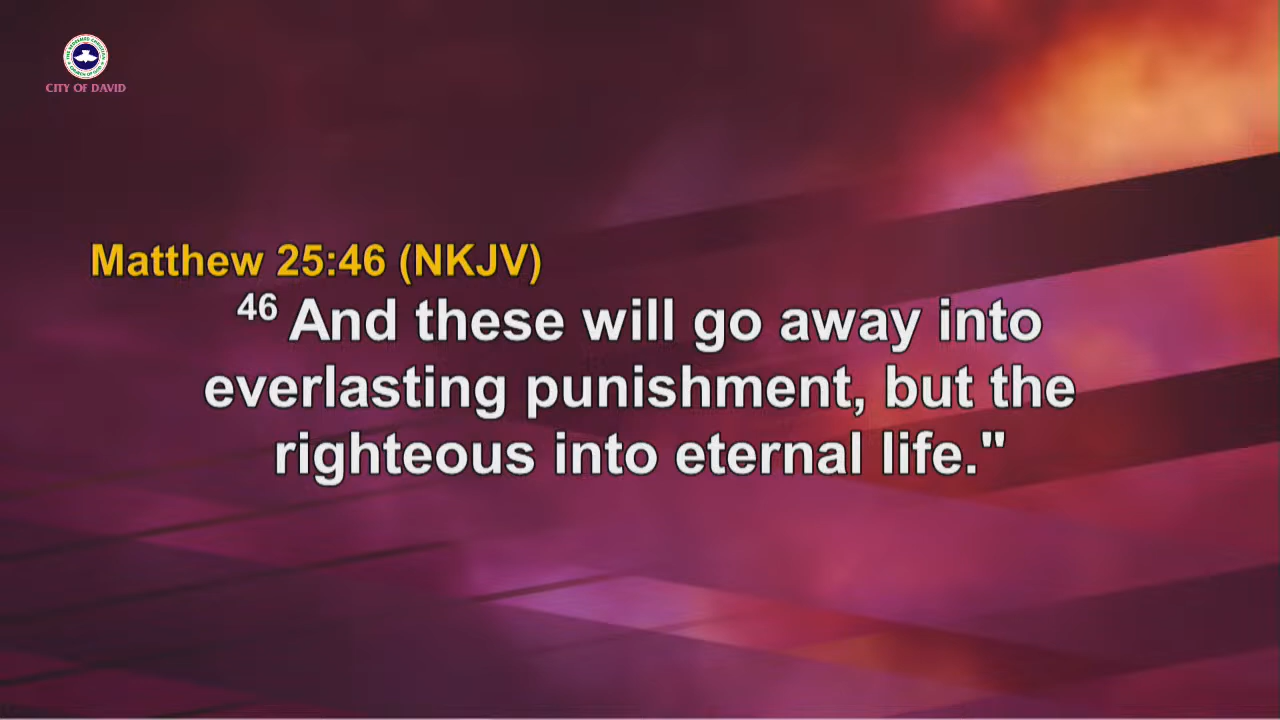 CITY OF DAVID
Matthew 25:46 (NKJV)
46 And these will go away into
everlasting punishment, but the
righteous into eternal life."